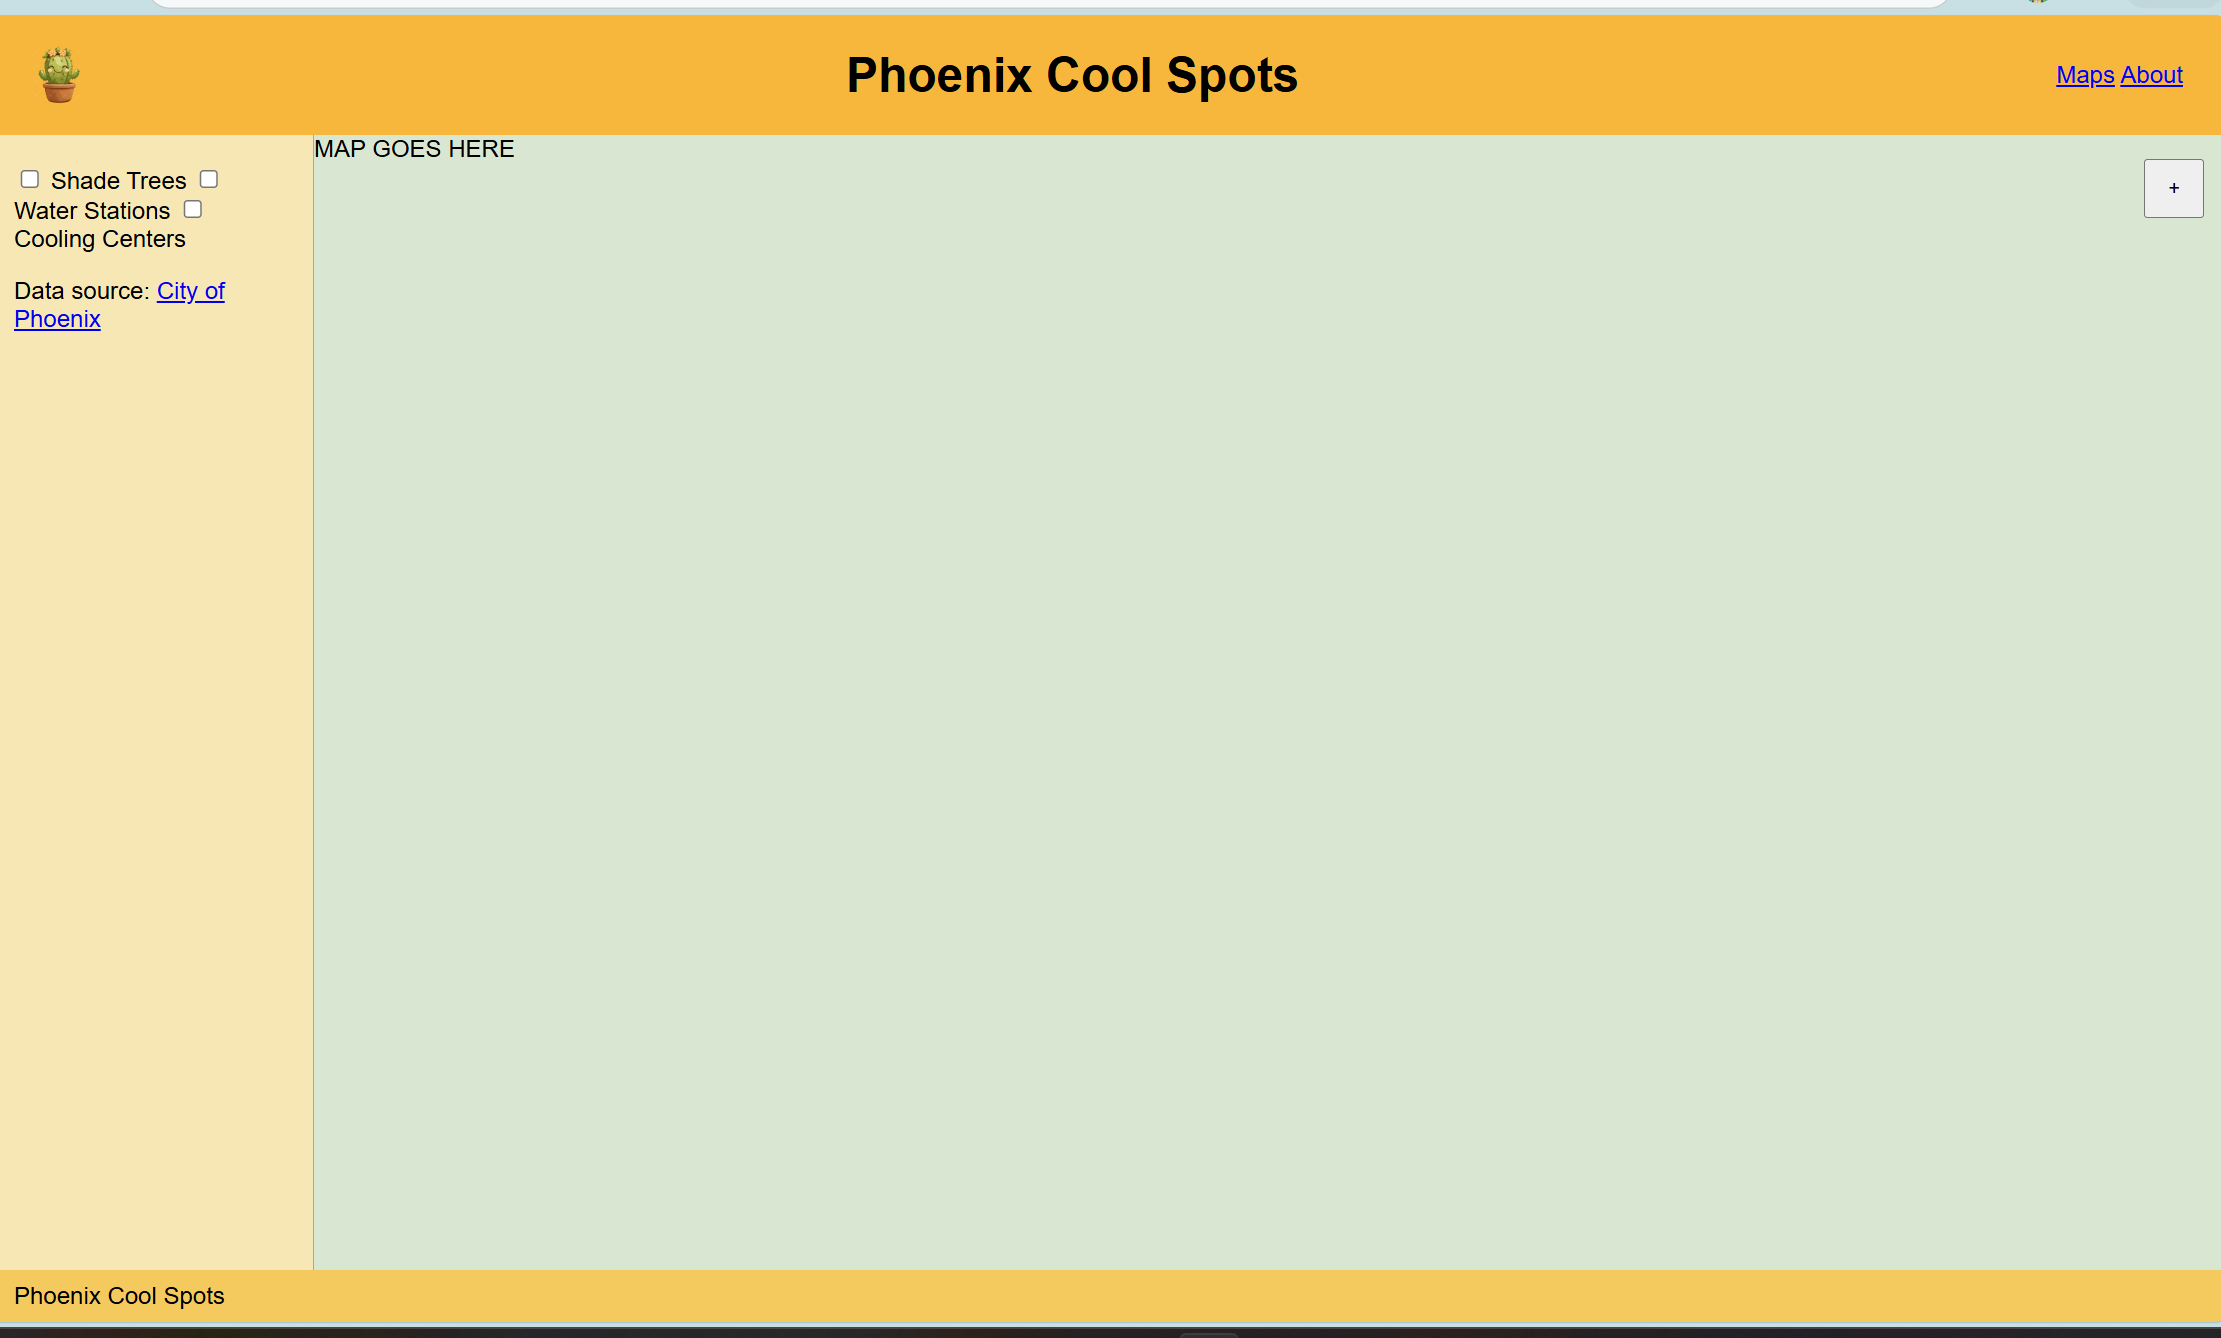 Phoenix Cool Spots
Maps About
Shade Trees
Water Stations
Cooling Centers
Data source: City of
Phoenix
MAP GOES HERE
+
Phoenix Cool Spots